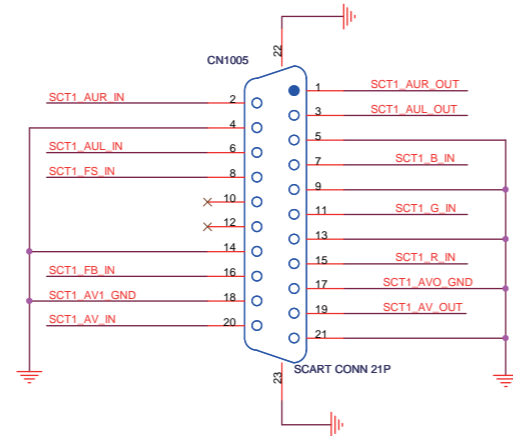 22
CN1005
SCT1_AUR_IN 2
1 SCT1_AUR_OUT
4
3 SCT1_AUL_OUT
SCT1_AUL_IN 6
5
SCT1_FS_IN 8
7 SCT1_B_IN
10
9
12
11 SCT1_G_IN
14
13
SCT1_FB_IN 16
15 SCT1_R_IN
SCT1_AV1_GND 18
17 SCT1_AVO_GND
SCT1_AV_IN 20
19 SCT1_AV_OUT
21
SCART CONN 21P
23